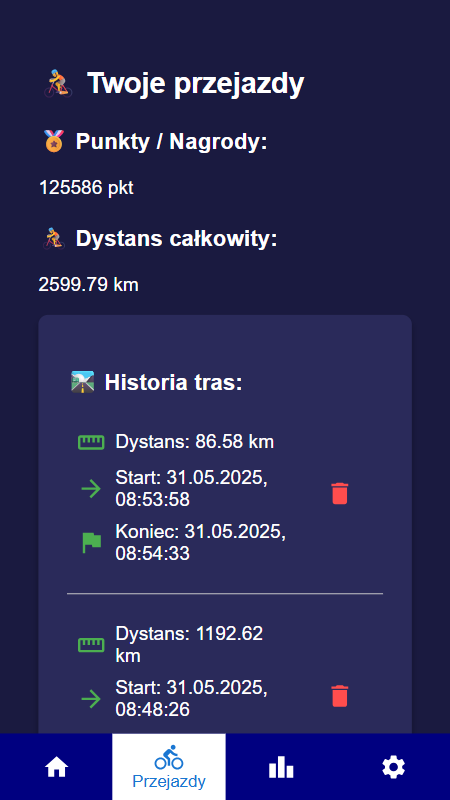 Twoje przejazdy
Punkty / Nagrody:
125586 pkt
Dystans całkowity:
2599.79 km
Historia tras:
Dystans: 86.58 km
Start: 31.05.2025,
08:53:58
Koniec: 31.05.2025,
08:54:33
Dystans: 1192.62
km
Start: 31.05.2025,
08:48:26
Przejazdy